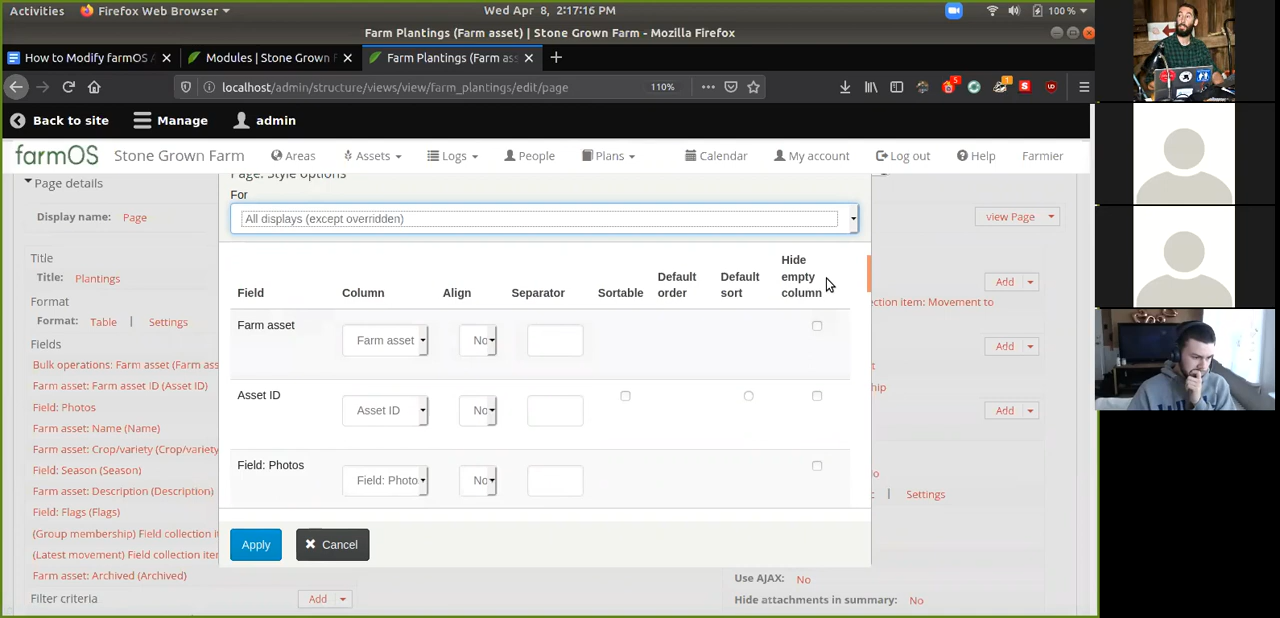 Activities Firefox Web Browser Wed Apr 8, 2:17:16 PM 100 %
Farm Plantings (Farm asset) | Stone Grown Farm - Mozilla Firefox
How to Modify farmOS Modules | Stone Grown F Farm Plantings (Farm ass
localhost/admin/structure/views/view/farm_plantings/edit/page 110%
Back to site Manage admin
farmOS Stone Grown Farm Areas Assets Logs People Plans Calendar My account Log out Help Farmier
Page details
Page: Style options
For
All displays (except overridden)
Display name: Page
view Page
Title
Title: Plantings
Format
Format: Table | Settings
Fields
Bulk operations: Farm asset (Farm ass
Farm asset: Farm asset ID (Asset ID)
Field: Photos
Farm asset: Name (Name)
Farm asset: Crop/variety (Crop/variety
Field: Season (Season)
Farm asset: Description (Description)
Field: Flags (Flags)
(Group membership) Field collection it
(Latest movement) Field collection iter
Farm asset: Archived (Archived)
Filter criteria Add
Field Column Align Separator Sortable Default order Default sort Hide empty column
Farm asset Farm asset No
Asset ID Asset ID No
Field: Photos Field: Photo No
Apply Cancel
Add
ction item: Movement to
Add
ship
Add
| Settings
Use AJAX: No
Hide attachments in summary: No